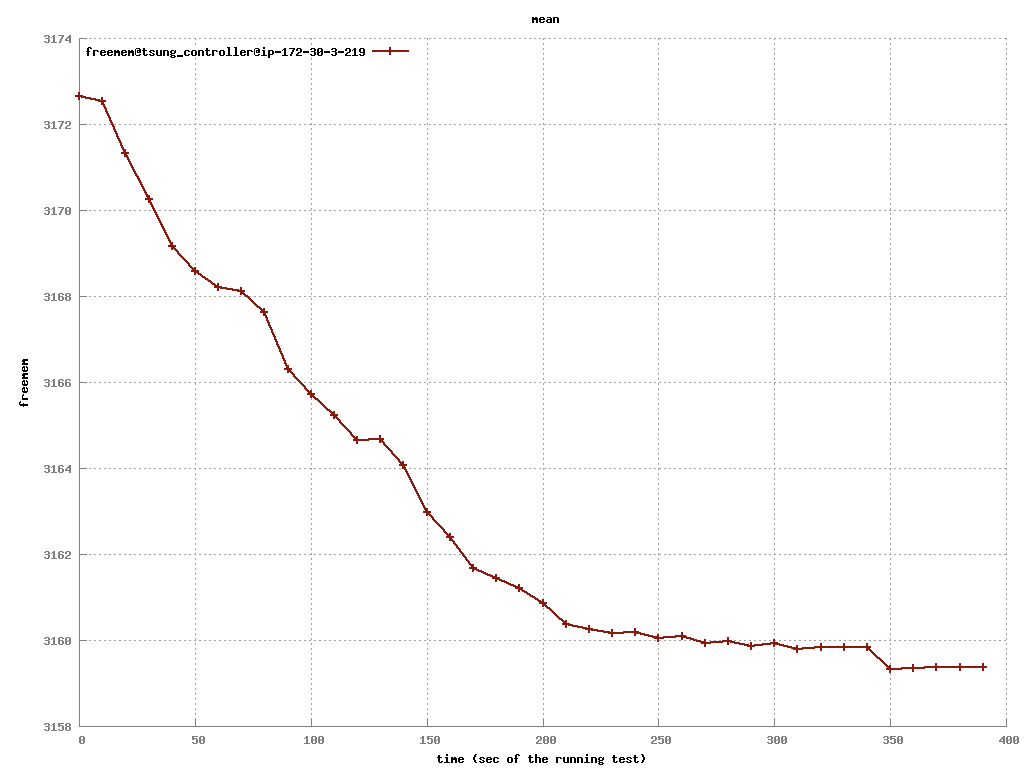 mean
3174
freemem@tsung_controller@ip-172-30-3-219
3172
3170
3168
3166
freemem
3164
3162
3160
3158
0 50 100 150 200 250 300 350 400
time (sec of the running test)